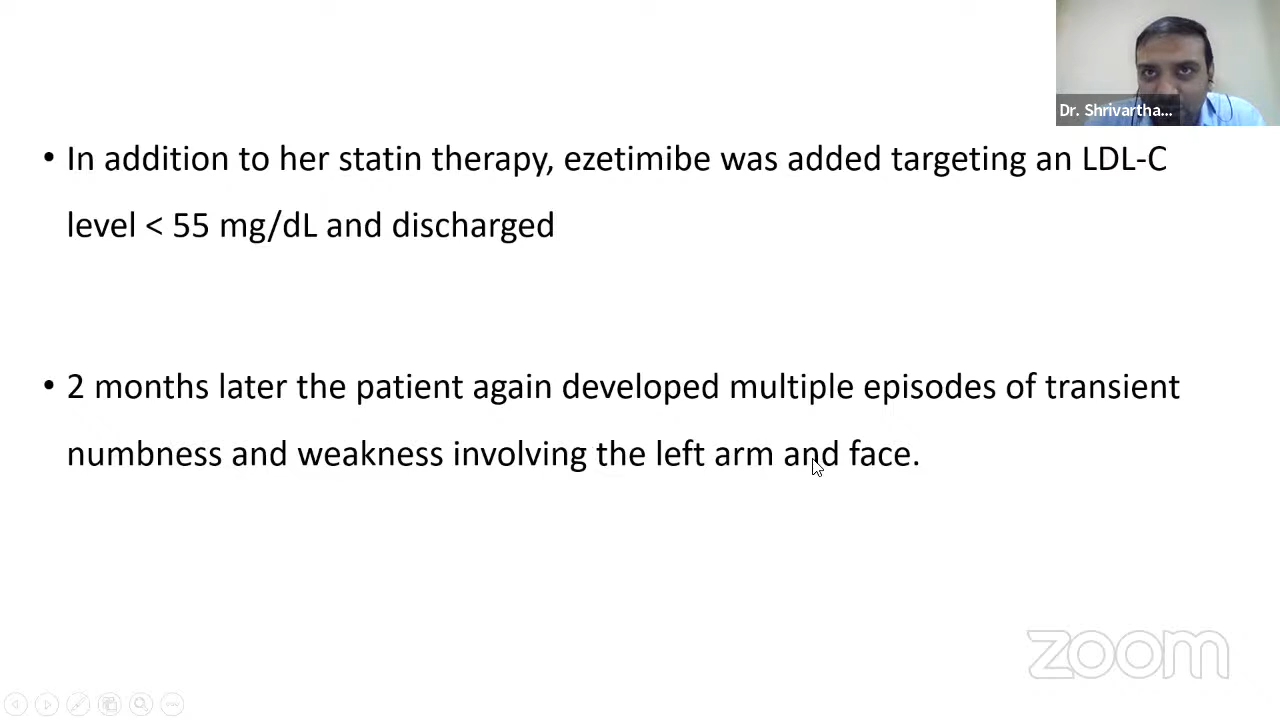 Dr. Shrivartha...
• In addition to her statin therapy, ezetimibe was added targeting an LDL-C
level < 55 mg/dL and discharged
• 2 months later the patient again developed multiple episodes of transient
numbness and weakness involving the left arm and face.
zoom